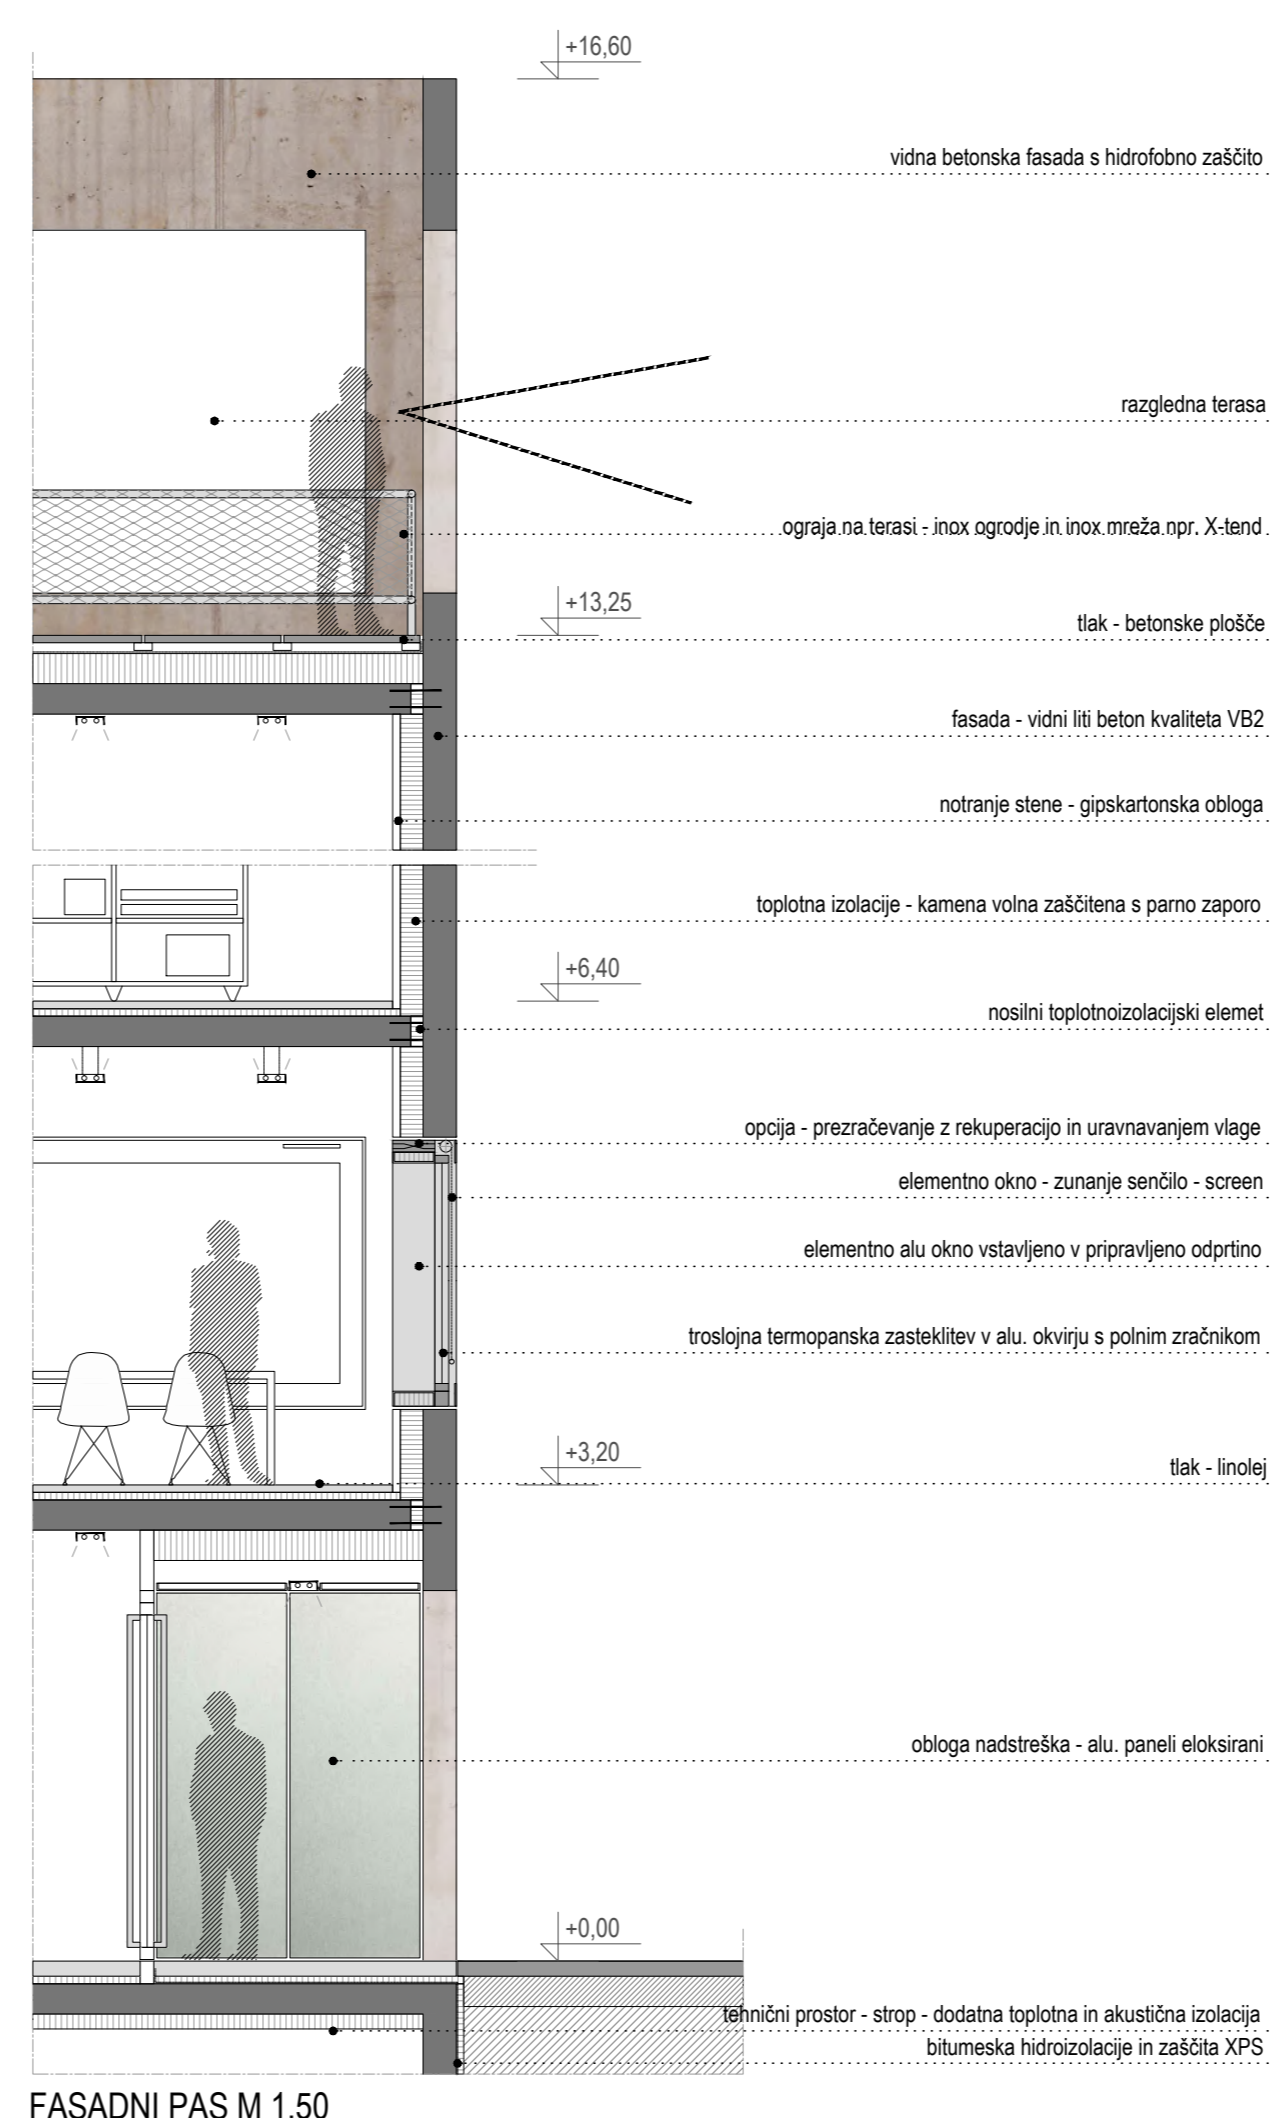 +16,60
vidna betonska fasada s hidrofobno zaščito
razgledna terasa
ograja na terasi - inox ogrodje in inox mreža npr. X-tend
+13,25
tlak - betonske plošče
fasada - vidni liti beton kvaliteta VB2
notranje stene - gipskartonska obloga
toplotna izolacije - kamena volna zaščitena s parno zaporo
+6,40
nosilni toplotnoizolacijski elemet
opcija - prezračevanje z rekuperacijo in uravnavanjem vlage
elementno okno - zunanje senčilo - screen
elementno alu okno vstavljeno v pripravljeno odprtino
troslojna termopanska zasteklitev v alu. okvirju s polnim zračnikom
+3,20
tlak - linolej
obloga nadstreška - alu. paneli eloksirani
+0,00
tehnični prostor - strop - dodatna toplotna in akustična izolacija
bitumeska hidroizolacije in zaščita XPS
FASADNI PAS M 1.50